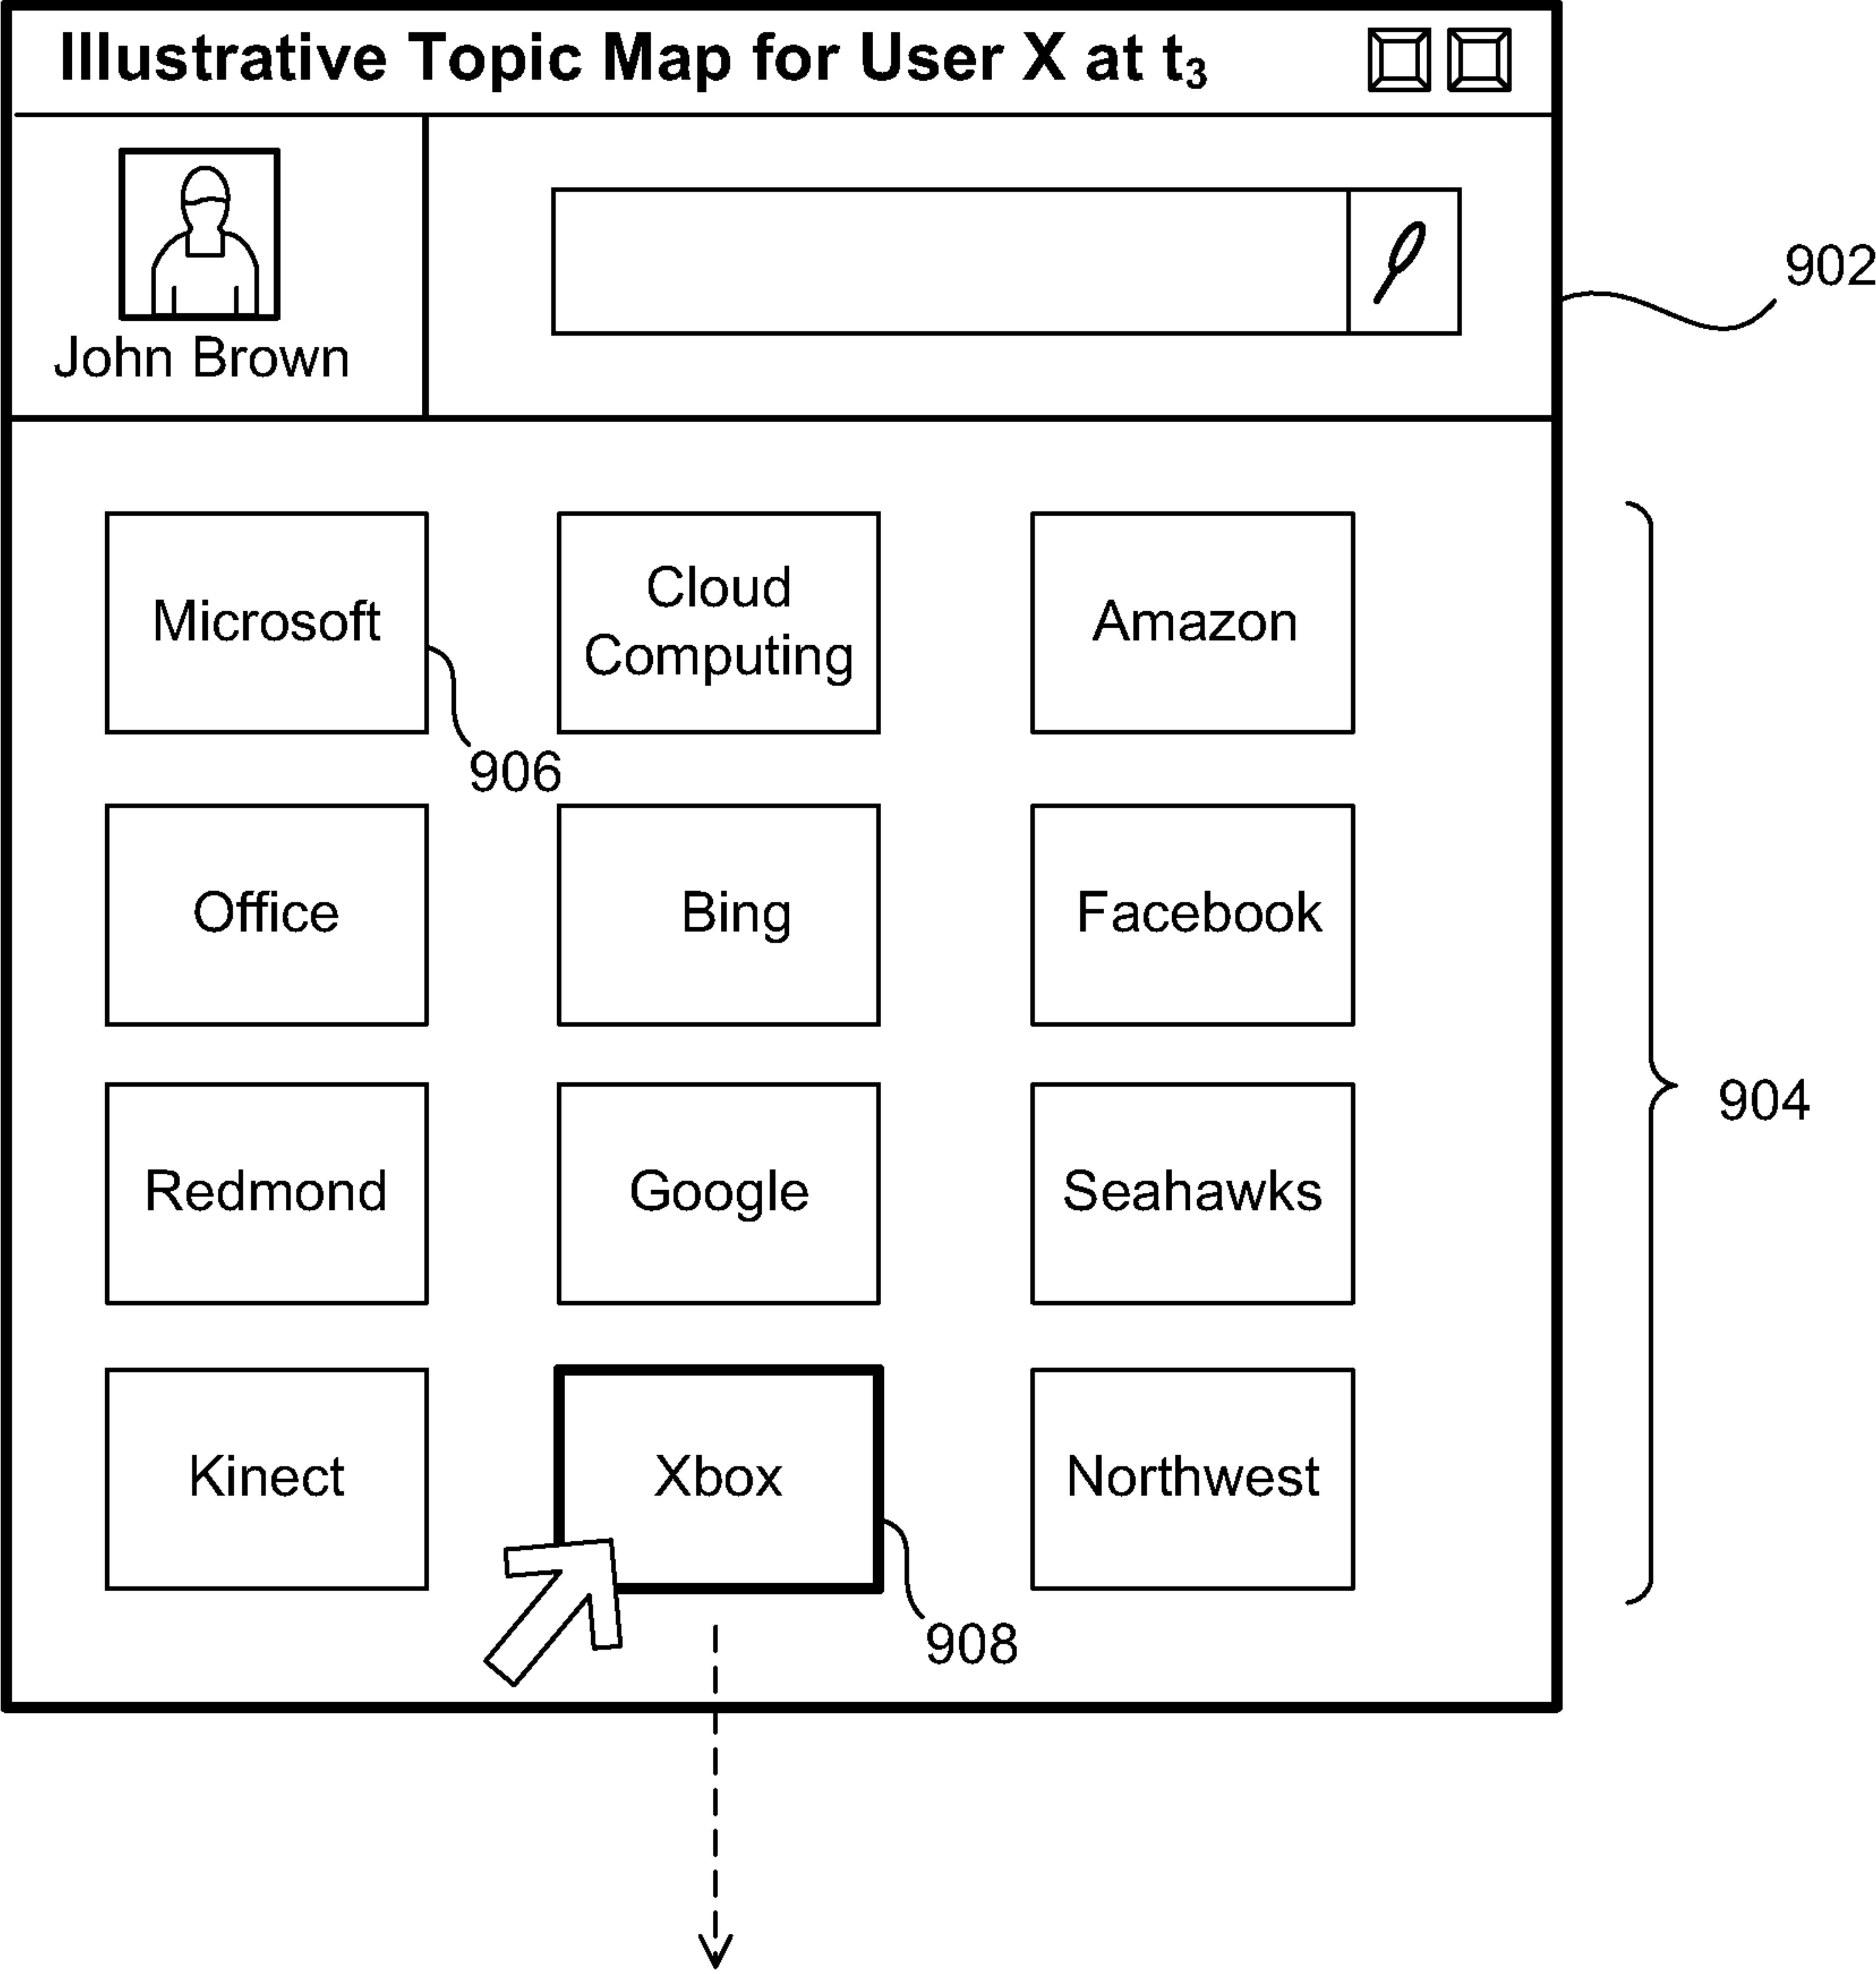 Illustrative Topic Map for User X at t3
John Brown
902
Microsoft
Cloud
Computing
Amazon
906
Office
Bing
Facebook
904
Redmond
Google
Seahawks
Kinect
Xbox
Northwest
908